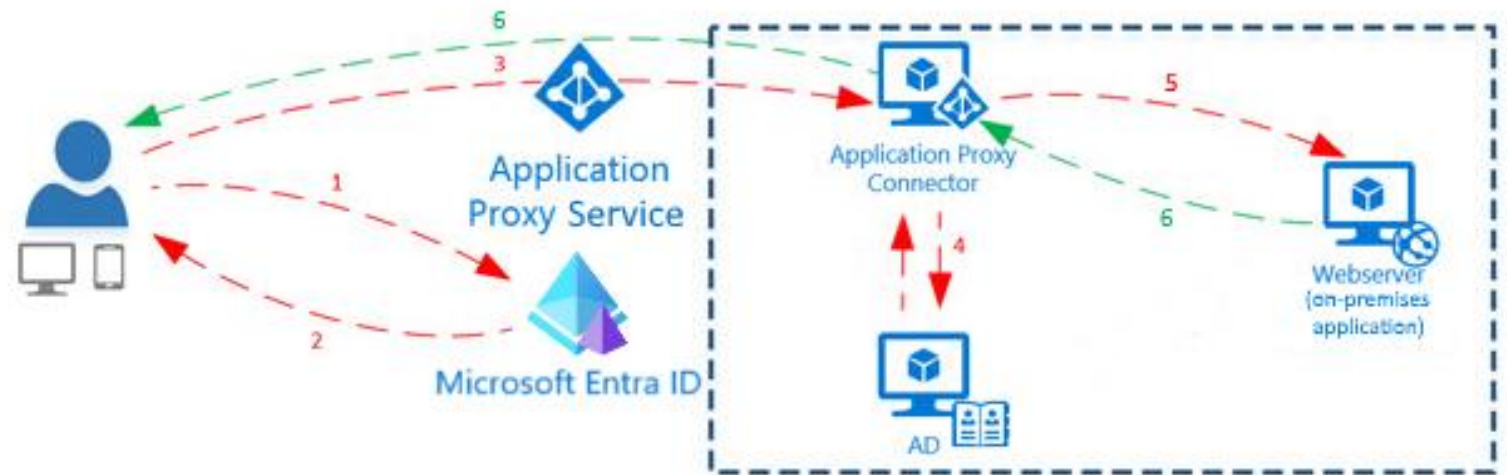 6
3
5
Application
Proxy Service
Application Proxy
Connector
1
4
6
2
Webserver
(on-premises
application)
Microsoft Entra ID
AD